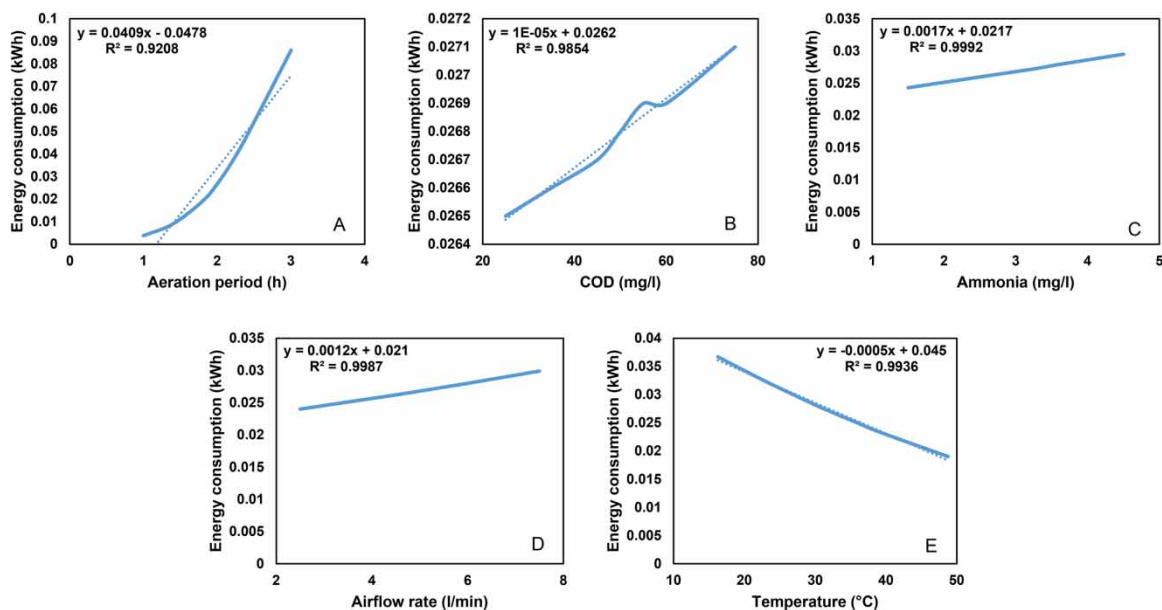 Energy consumption (kWh)
0.1
0.09
0.08
0.07
0.06
0.05
0.04
0.03
0.02
0.01
0
y = 0.0409x - 0.0478
R² = 0.9208
A
0
1
2
3
4
Aeration period (h)
Energy consumption (kWh)
0.0272
0.0271
0.027
0.0269
0.0268
0.0267
0.0266
0.0265
0.0264
y = 1E-05x + 0.0262
R² = 0.9854
B
20
40
60
80
COD (mg/l)
Energy consumption (kWh)
0.035
0.03
0.025
0.02
0.015
0.01
0.005
0
y = 0.0017x + 0.0217
R² = 0.9992
C
1
2
3
4
5
Ammonia (mg/l)
Energy consumption (kWh)
0.035
0.03
0.025
0.02
0.015
0.01
0.005
0
y = 0.0012x + 0.021
R² = 0.9987
D
2
4
6
8
Airflow rate (l/min)
Energy consumption (kWh)
0.04
0.035
0.03
0.025
0.02
0.015
0.01
0.005
0
y = -0.0005x + 0.045
R² = 0.9936
E
10
20
30
40
50
Temperature (°C)